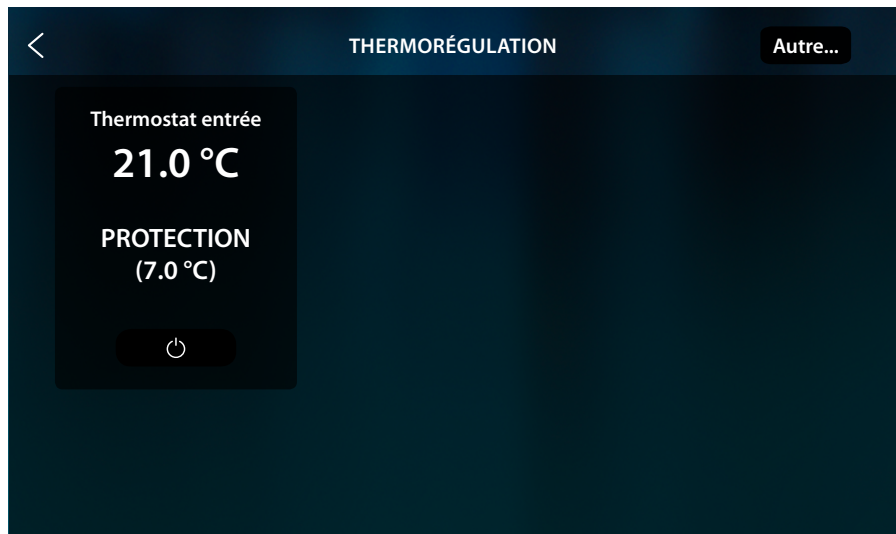 THERMORÉGULATION
Autre...
Thermostat entrée
21.0 °C
PROTECTION
(7.0 °C)